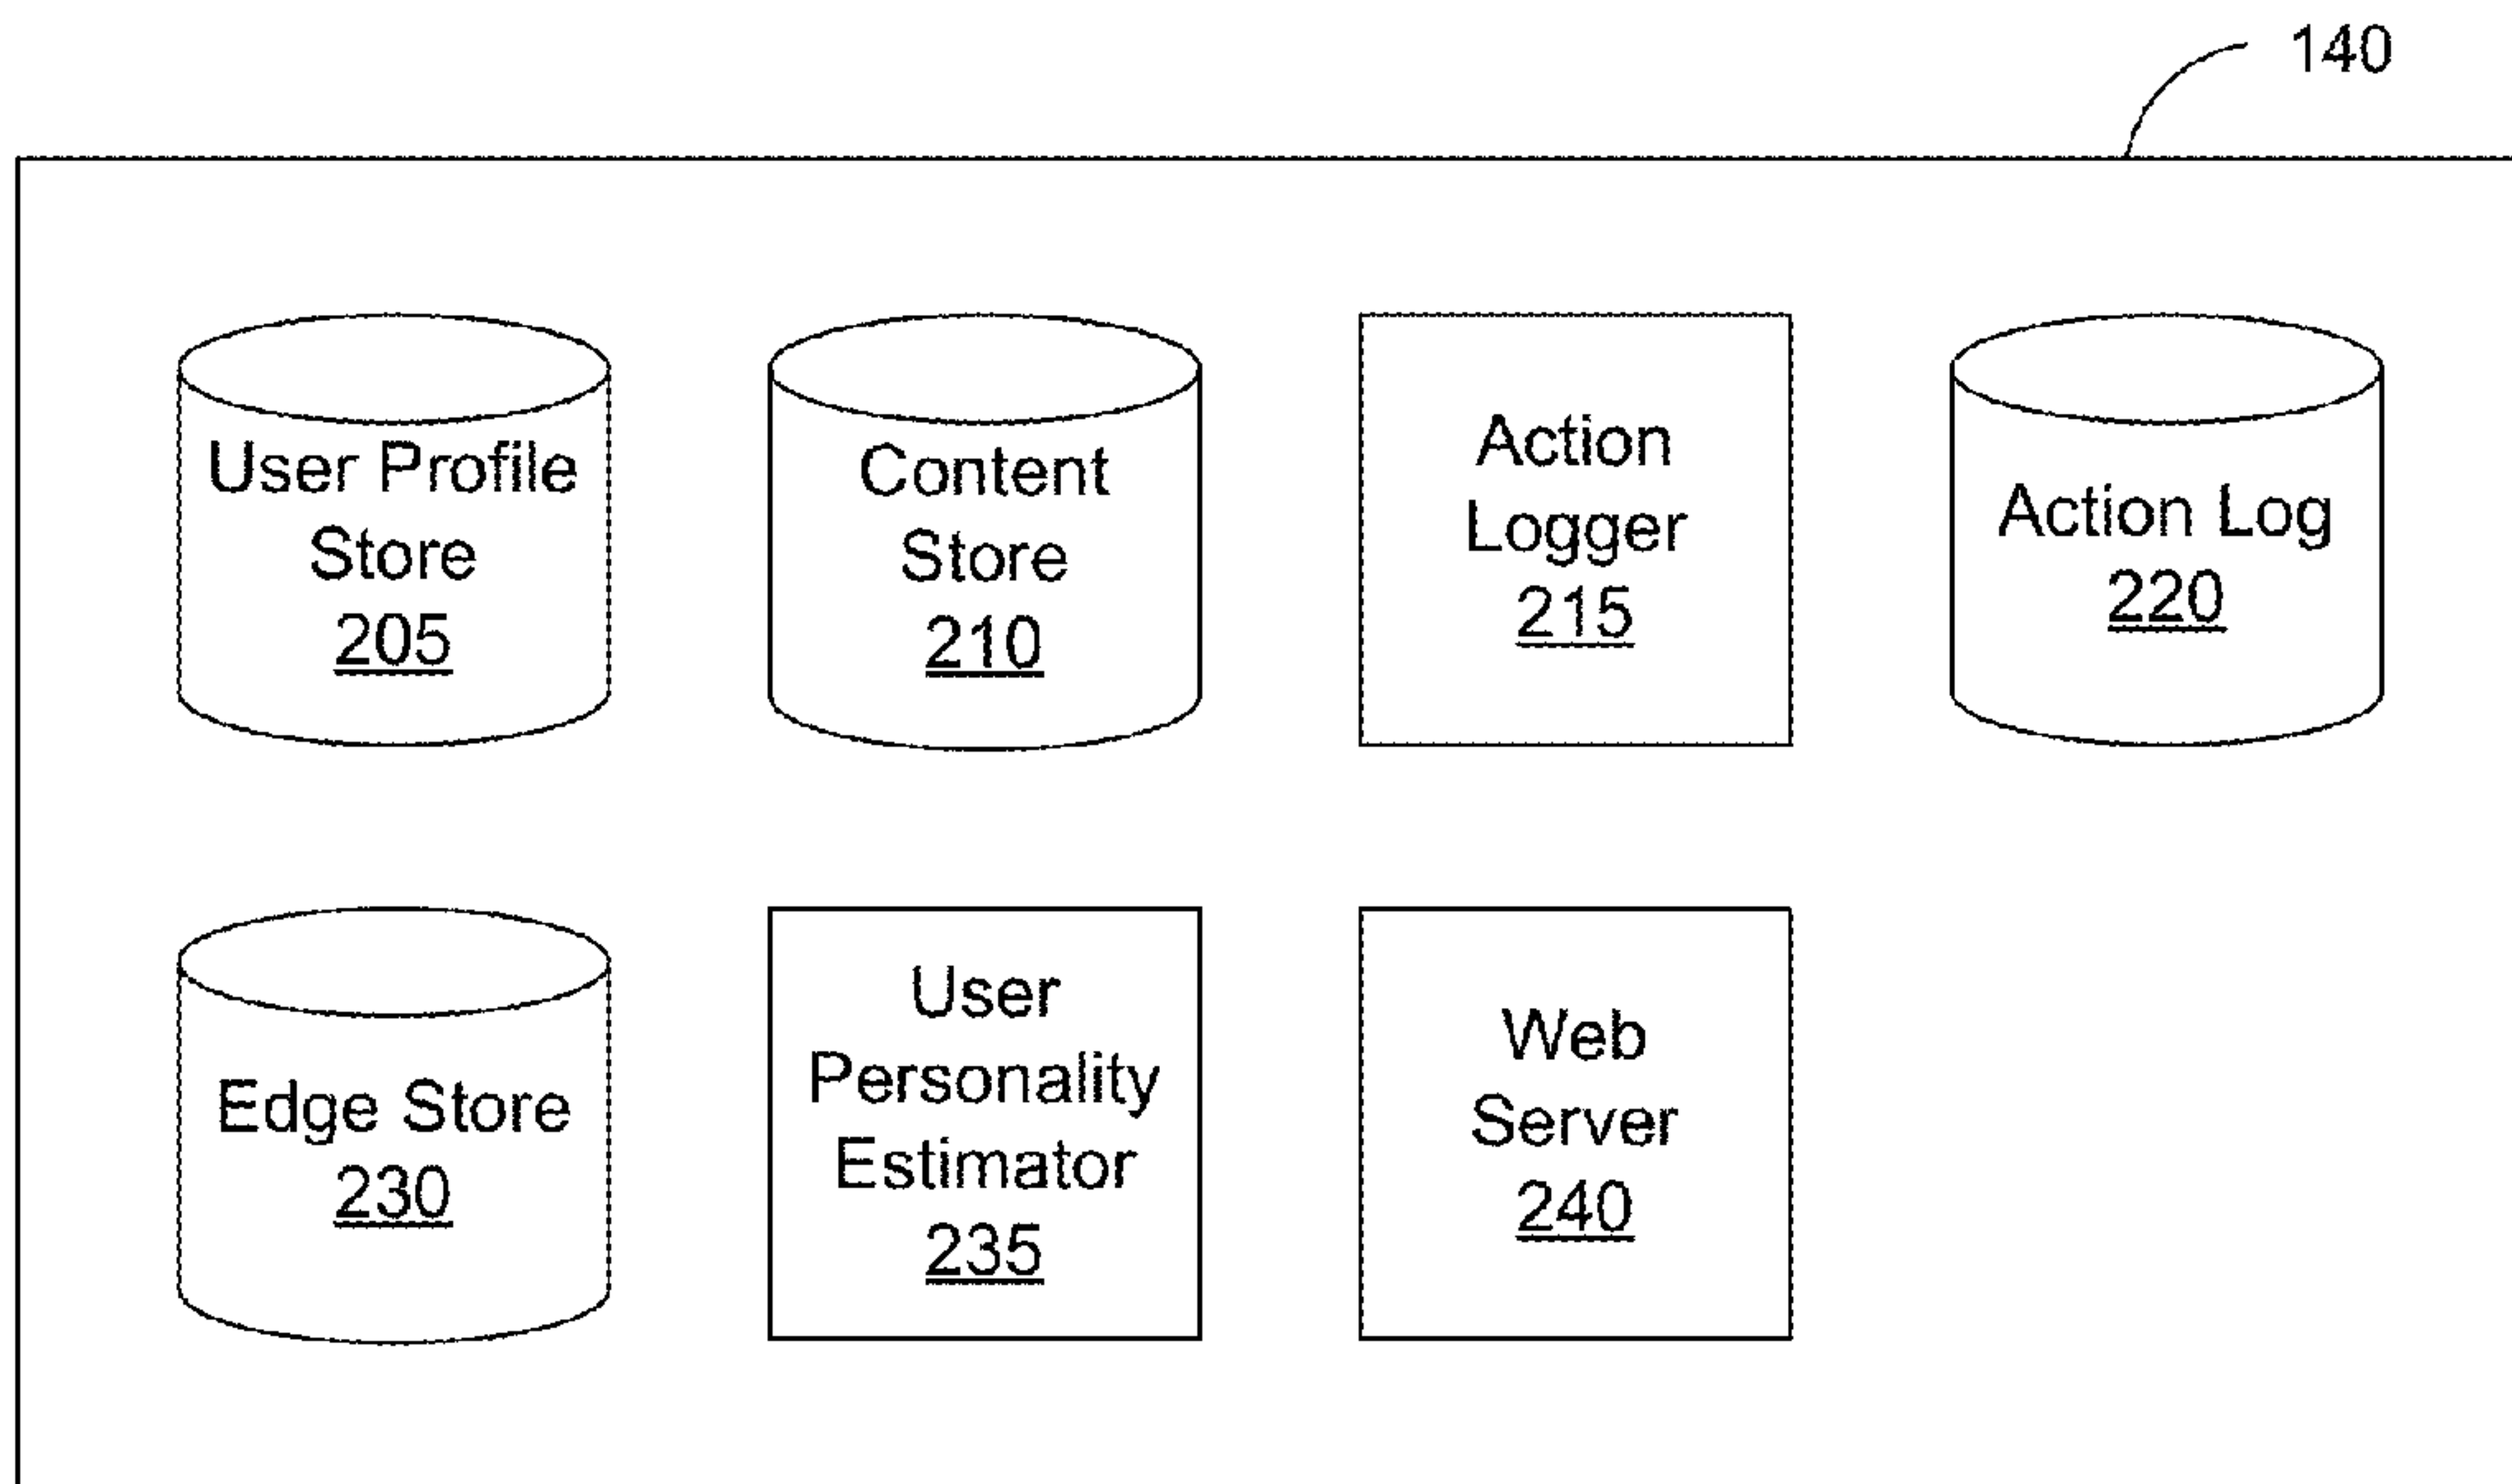 140
User Profile
Store
205
Content
Store
210
Action
Logger
215
Action Log
220
Edge Store
230
User
Personality
Estimator
235
Web
Server
240